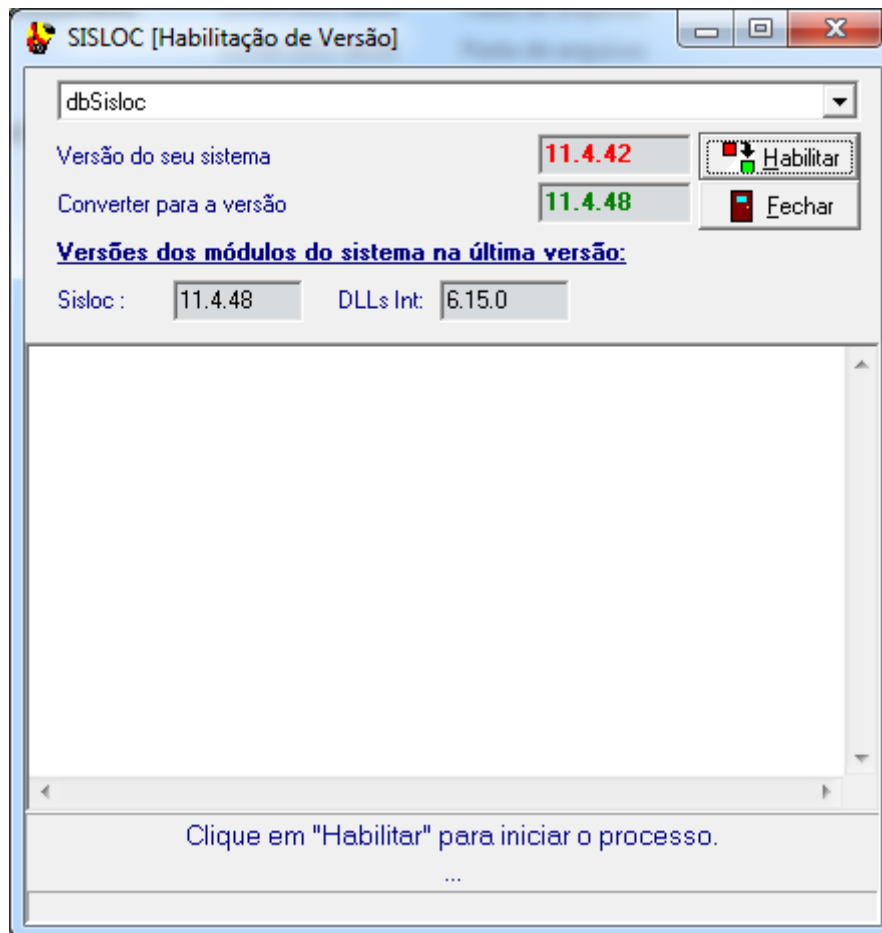 SISLOC [Habilitação de Versão]
dbSisloc
Versão do seu sistema 11.4.42 Habilitar
Converter para a versão 11.4.48 Fechar
Versões dos módulos do sistema na última versão:
Sisloc : 11.4.48 DLLs Int: 6.15.0
Clique em "Habilitar" para iniciar o processo.
...